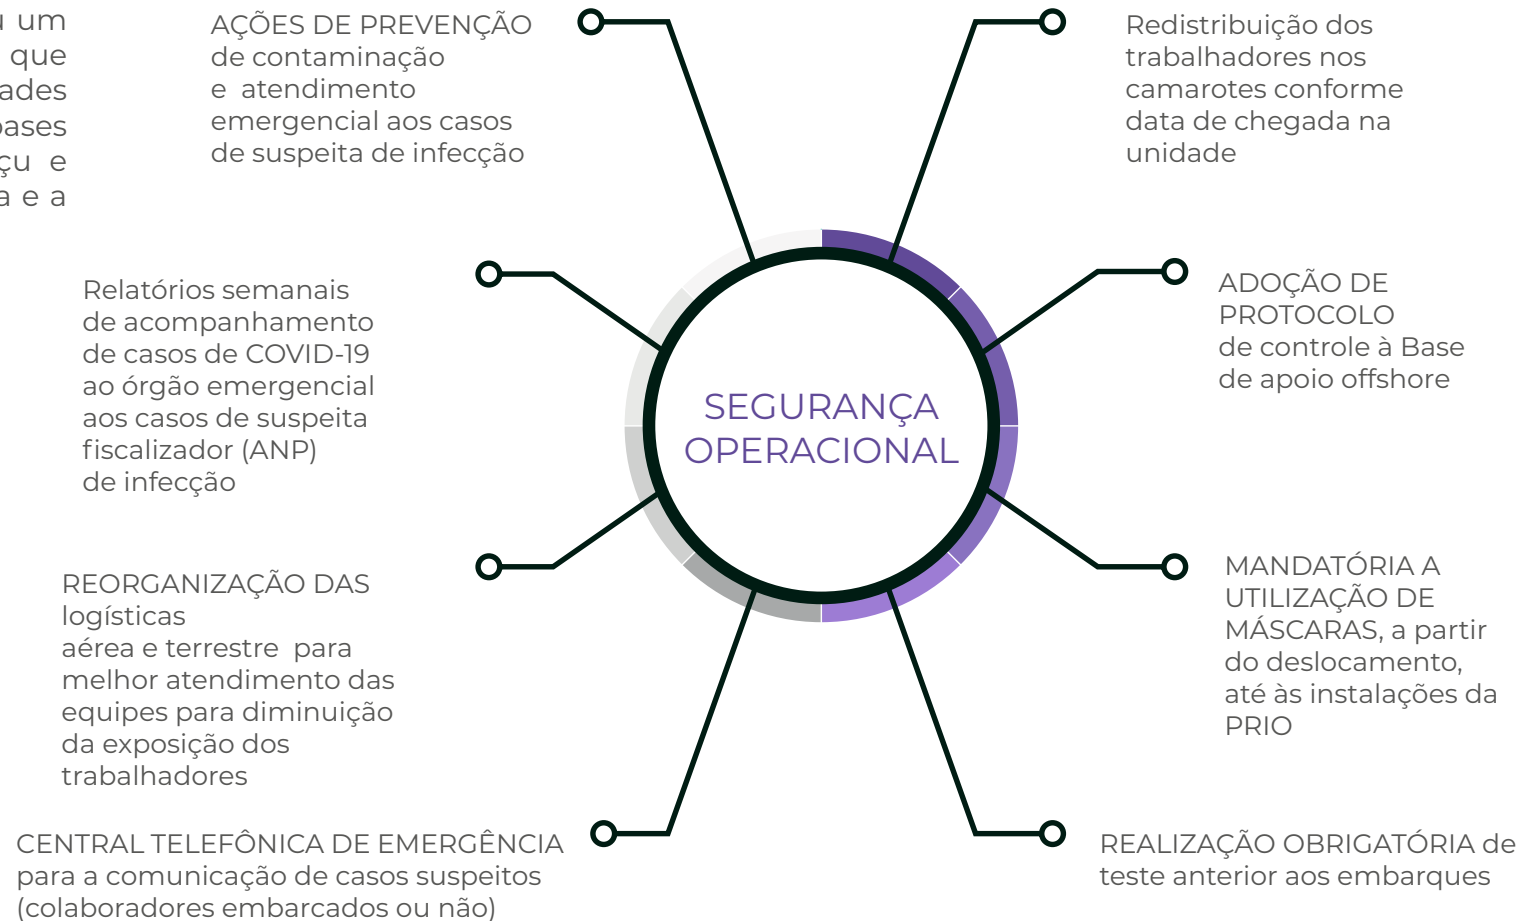 u um
que
ades
bases
çu e
a e a
AÇÕES DE PREVENÇÃO
de contaminação
e atendimento
emergencial aos casos
de suspeita de infecção
Redistribuição dos
trabalhadores nos
camarotes conforme
data de chegada na
unidade
Relatórios semanais
de acompanhamento
de casos de COVID-19
ao órgão emergencial
aos casos de suspeita
fiscalizador (ANP)
de infecção
ADOÇÃO DE
PROTOCOLO
de controle à Base
de apoio offshore
SEGURANÇA
OPERACIONAL
REORGANIZAÇÃO DAS
logísticas
aérea e terrestre para
melhor atendimento das
equipes para diminuição
da exposição dos
trabalhadores
MANDATÓRIA A
UTILIZAÇÃO DE
MÁSCARAS, a partir
do deslocamento,
até às instalações da
PRIO
CENTRAL TELEFÔNICA DE EMERGÊNCIA
para a comunicação de casos suspeitos
(colaboradores embarcados ou não)
REALIZAÇÃO OBRIGATÓRIA de
teste anterior aos embarques